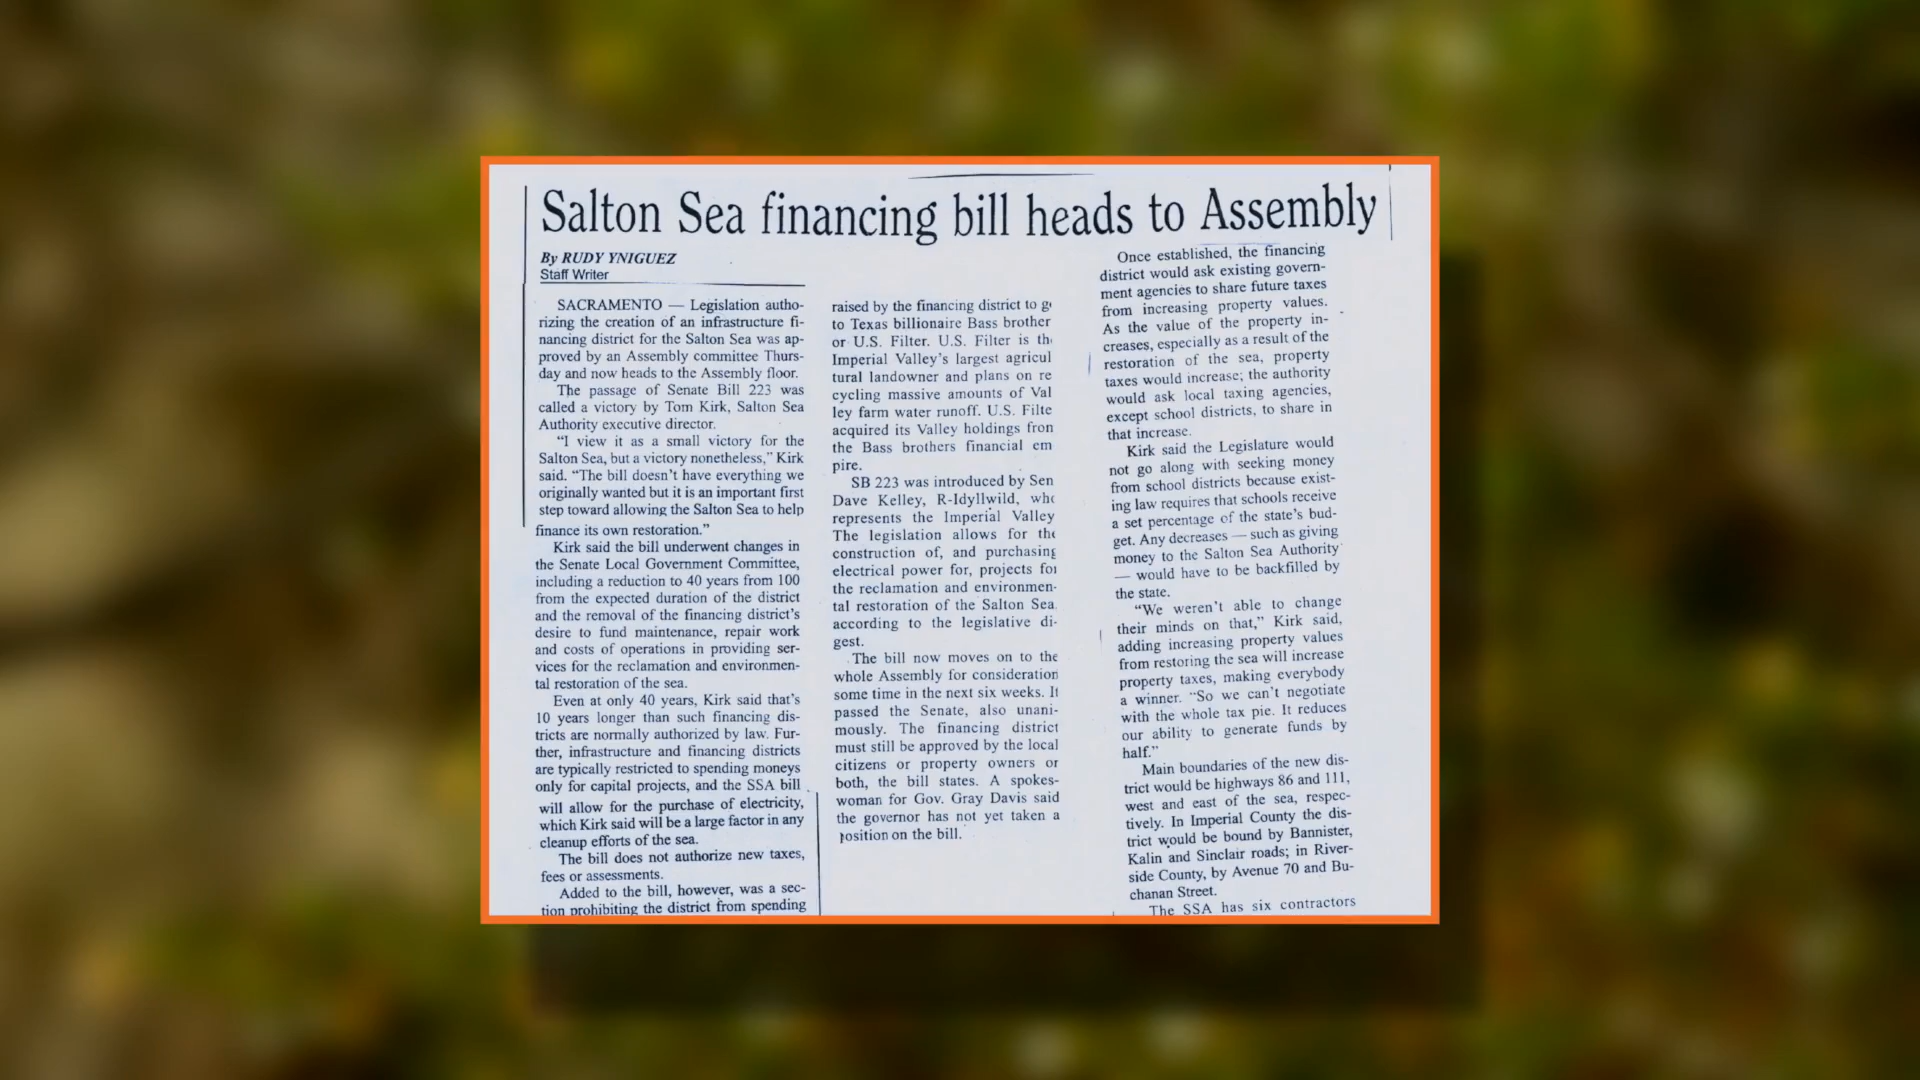 Salton Sea financing bill heads to Assembly
By RUDY YNIGUEZ
Staff Writer
SACRAMENTO — Legislation autho-
rizing the creation of an infrastructure fi-
nancing district for the Salton Sea was ap-
proved by an Assembly committee Thurs-
day and now heads to the Assembly floor.
The passage of Senate Bill 223 was
called a victory by Tom Kirk, Salton Sea
Authority executive director.
“I view it as a small victory for the
Salton Sea, but a victory nonetheless,” Kirk
said. “The bill doesn’t have everything we
originally wanted but it is an important first
step toward allowing the Salton Sea to help
finance its own restoration.”
Kirk said the bill underwent changes in
the Senate Local Government Committee,
including a reduction to 40 years from 100
from the expected duration of the district
and the removal of the financing district’s
desire to fund maintenance, repair work
and costs of operations in providing ser-
vices for the reclamation and environmen-
tal restoration of the sea.
Even at only 40 years, Kirk said that’s
10 years longer than such financing dis-
tricts are normally authorized by law. Fur-
ther, infrastructure and financing districts
are typically restricted to spending moneys
only for capital projects, and the SSA bill
will allow for the purchase of electricity,
which Kirk said will be a large factor in any
cleanup efforts of the sea.
The bill does not authorize new taxes,
fees or assessments.
Added to the bill, however, was a sec-
tion prohibiting the district from spending
raised by the financing district to g
to Texas billionaire Bass brother
or U.S. Filter. U.S. Filter is th
Imperial Valley’s largest agricul
tural landowner and plans on re
cycling massive amounts of Val
ley farm water runoff. U.S. Filte
acquired its Valley holdings fron
the Bass brothers financial em
pire.
SB 223 was introduced by Sen
Dave Kelley, R-Idyllwild, who
represents the Imperial Valley
The legislation allows for the
construction of, and purchasing
electrical power for, projects for
the reclamation and environmen-
tal restoration of the Salton Sea
according to the legislative di-
gest.
The bill now moves on to the
whole Assembly for consideration
some time in the next six weeks. It
passed the Senate, also unani-
mously. The financing district
must still be approved by the local
citizens or property owners or
both, the bill states. A spokes-
woman for Gov. Gray Davis said
the governor has not yet taken a
position on the bill.
Once established, the financing
district would ask existing govern-
ment agencies to share future taxes
from increasing property values.
As the value of the property in-
creases, especially as a result of the
restoration of the sea, property
taxes would increase; the authority
would ask local taxing agencies,
except school districts, to share in
that increase.
Kirk said the Legislature would
not go along with seeking money
from school districts because exist-
ing law requires that schools receive
a set percentage of the state’s bud-
get. Any decreases — such as giving
money to the Salton Sea Authority
— would have to be backfilled by
the state.
“We weren’t able to change
their minds on that,” Kirk said,
adding increasing property values
from restoring the sea will increase
property taxes, making everybody
a winner. “So we can’t negotiate
with the whole tax pie. It reduces
our ability to generate funds by
half.”
Main boundaries of the new dis-
trict would be highways 86 and 111,
west and east of the sea, respec-
tively. In Imperial County the dis-
trict would be bound by Bannister,
Kalin and Sinclair roads; in River-
side County, by Avenue 70 and Bu-
chanan Street.
The SSA has six contractors